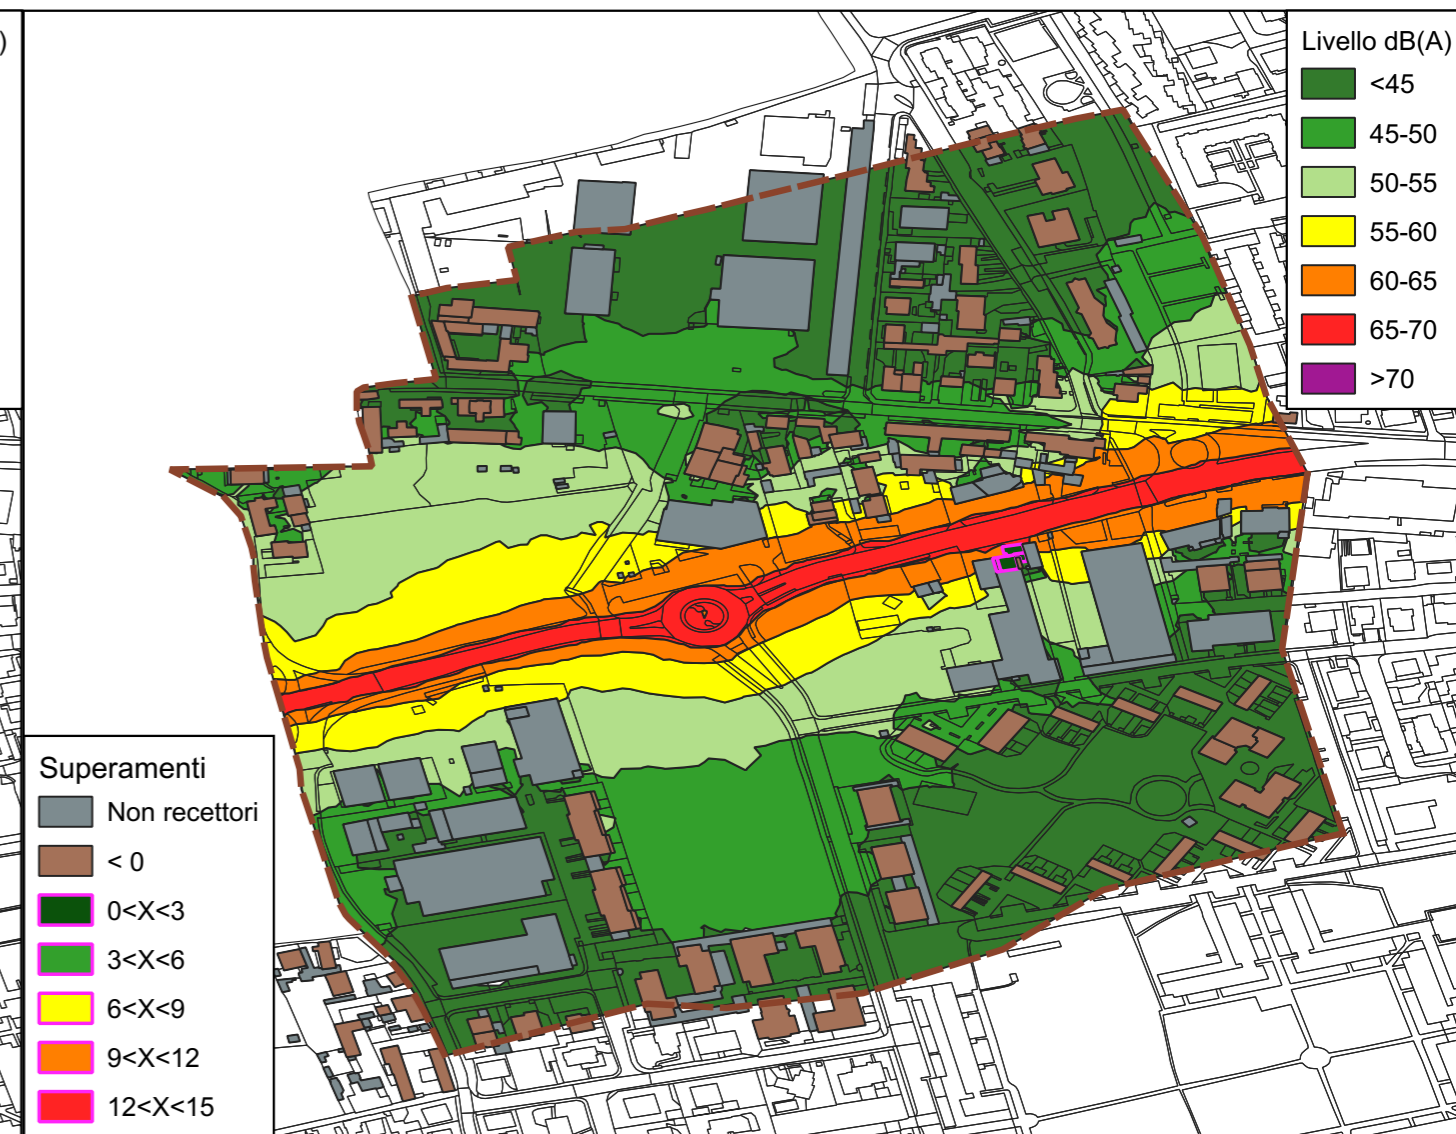 )
Livello dB(A)
<45
45-50
50-55
55-60
60-65
65-70
>70
Superamenti
Non recettori
< 0
0<X<3
3<X<6
6<X<9
9<X<12
12<X<15